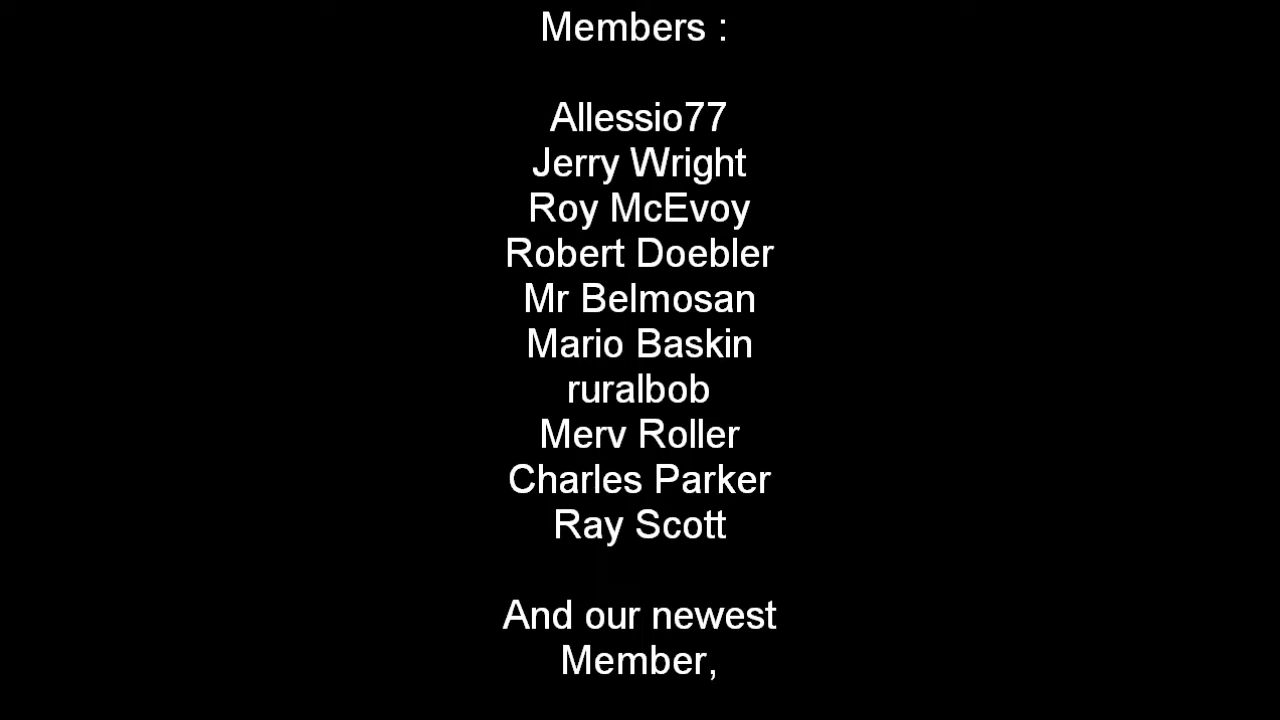 Members :
Allessio77
Jerry Wright
Roy McEvoy
Robert Doebler
Mr Belmosan
Mario Baskin
ruralbob
Merv Roller
Charles Parker
Ray Scott
And our newest
Member,